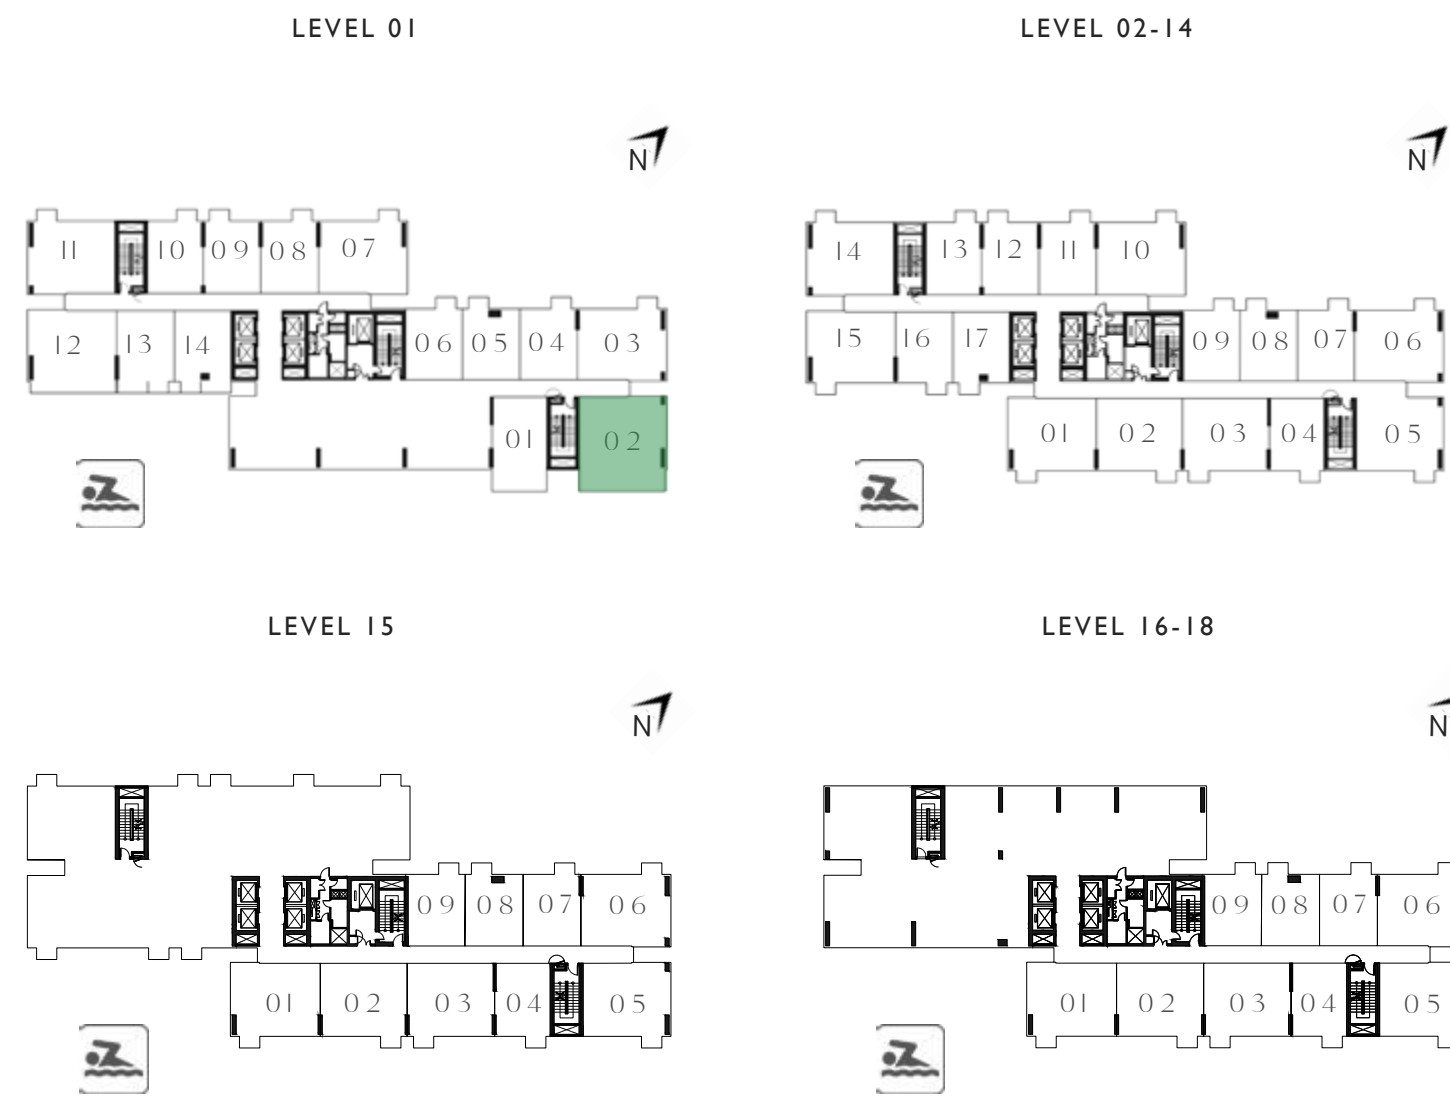 LEVEL 01
LEVEL 02-14
N
N
11 10 09 08 07
14 13 12 11 10
12 13 14 06 05 04 03
15 16 17 09 08 07 06
01 02
01 02 03 04 05
LEVEL 15
LEVEL 16-18
N
N
09 08 07 06
09 08 07 06
01 02 03 04 05
01 02 03 04 05